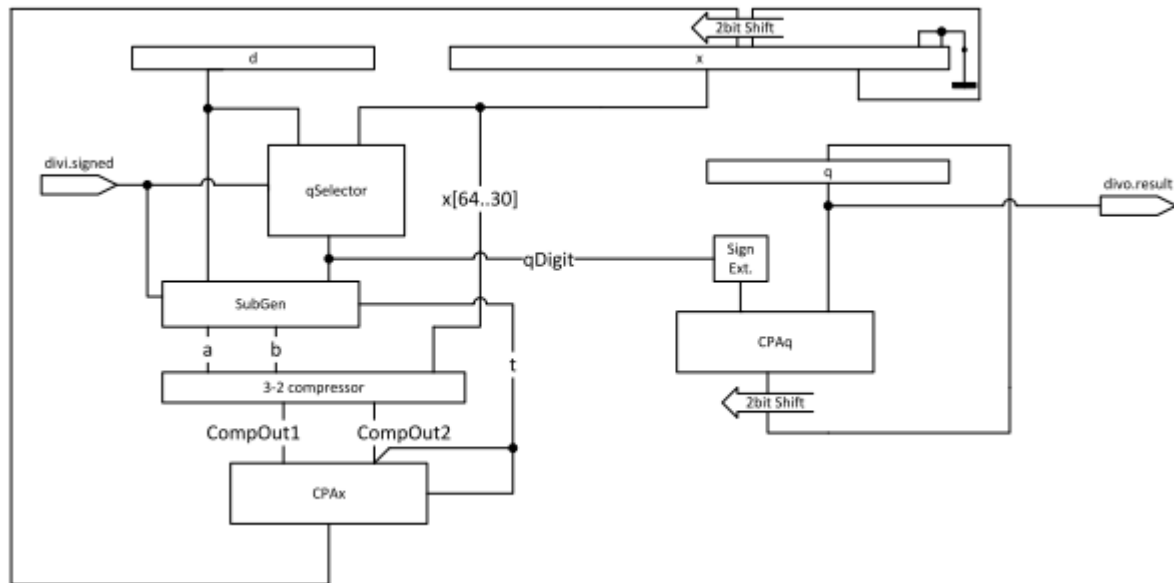 2bit Shift
d
x
divi.signed
qSelector
x[64..30]
q
divo.result
qDigit
Sign
Ext.
SubGen
CPAq
a
b
t
3-2 compressor
2bit Shift
CompOut1
CompOut2
CPAx